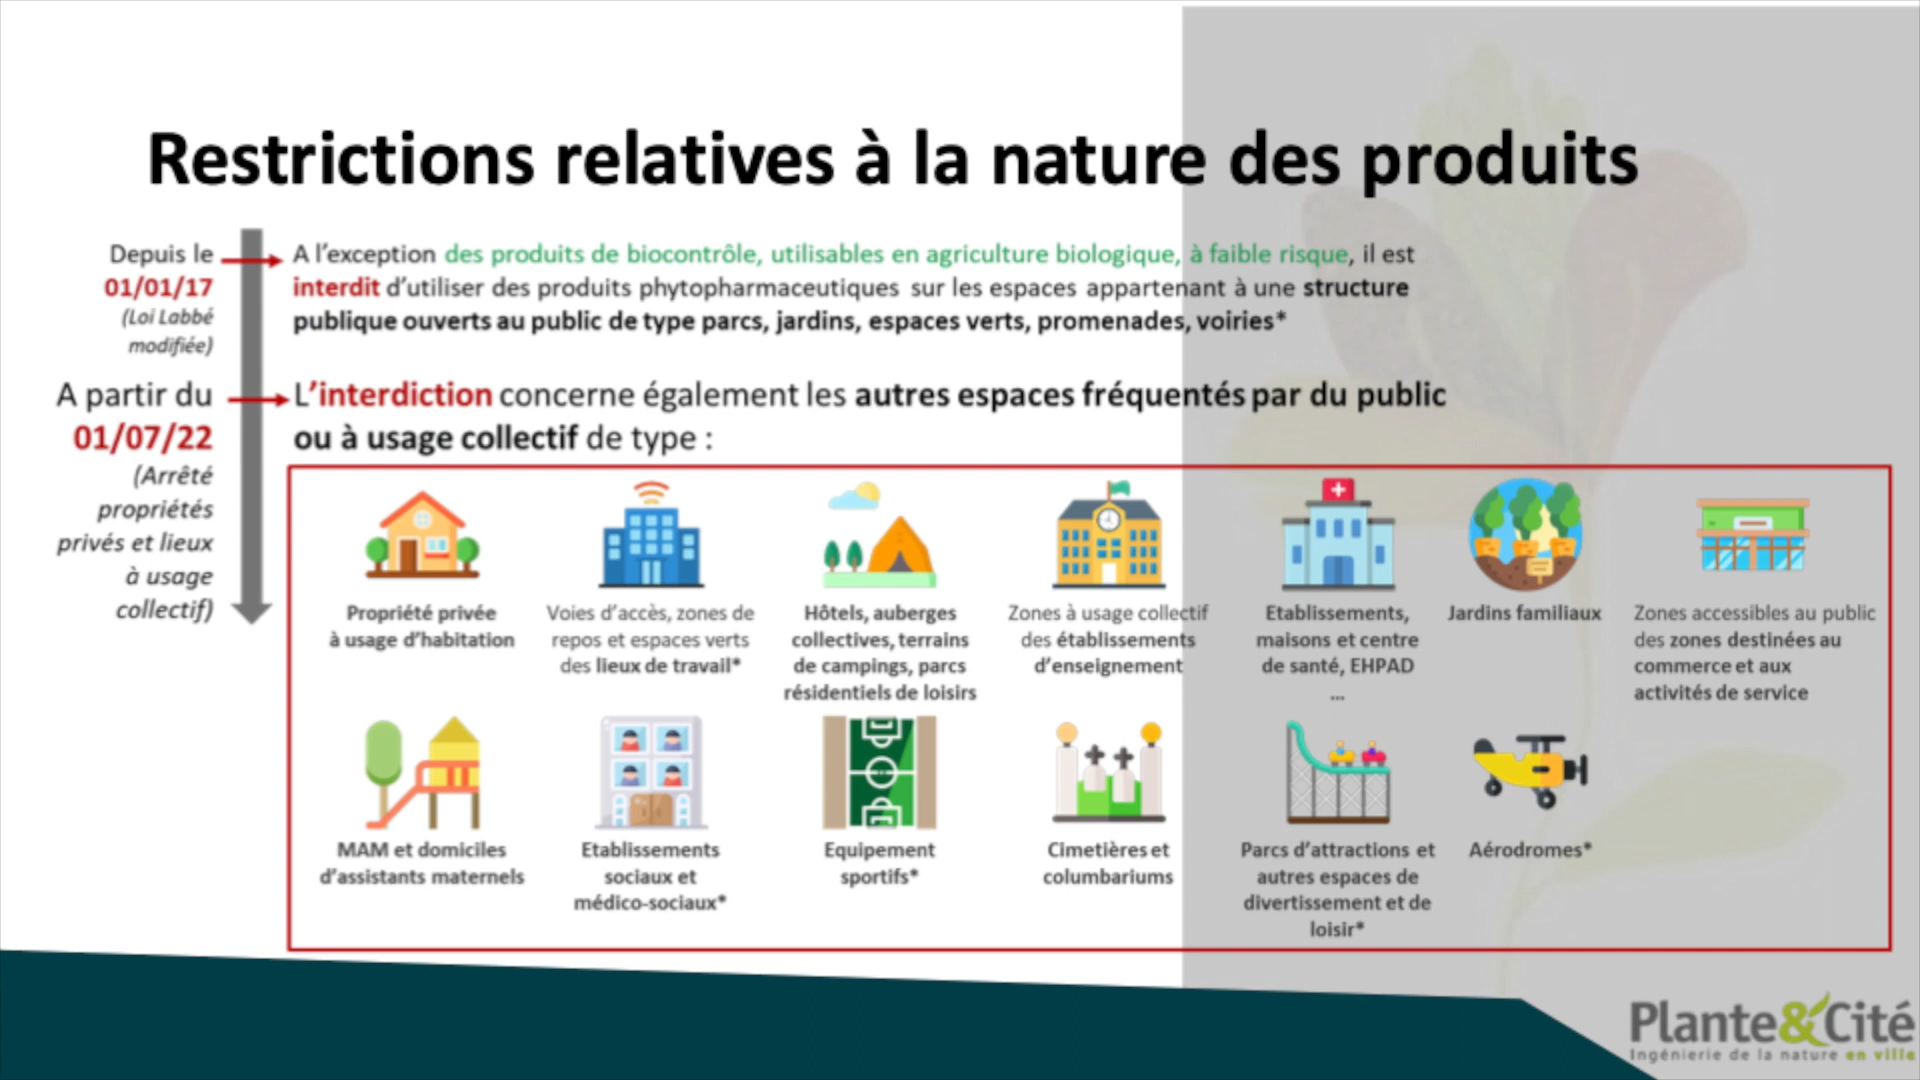 Restrictions relatives à la nature des produits
Depuis le
01/01/17
(Loi Labbé
modifiée)
A l'exception des produits de biocontrôle, utilisables en agriculture biologique, à faible risque, il est
interdit d'utiliser des produits phytopharmaceutiques sur les espaces appartenant à une structure
publique ouverts au public de type parcs, jardins, espaces verts, promenades, voiries*
A partir du
01/07/22
(Arrêté
propriétés
privés et lieux
à usage
collectif)
L'interdiction concerne également les autres espaces fréquentés par du public
ou à usage collectif de type :
Propriété privée
à usage d'habitation
Voies d'accès, zones de
repos et espaces verts
des lieux de travail*
Hôtels, auberges
collectives, terrains
de campings, parcs
résidentiels de loisirs
Zones à usage collectif
des établissements
d'enseignement
Etablissements,
maisons et centre
de santé, EHPAD
...
Jardins familiaux
Zones accessibles au public
des zones destinées au
commerce et aux
activités de service
MAM et domiciles
d'assistants maternels
Etablissements
sociaux et
médico-sociaux*
Equipement
sportifs*
Cimetières et
columbariums
Parcs d'attractions et
autres espaces de
divertissement et de
loisir*
Aérodromes*
Plante&Cité
Ingénierie de la nature en ville